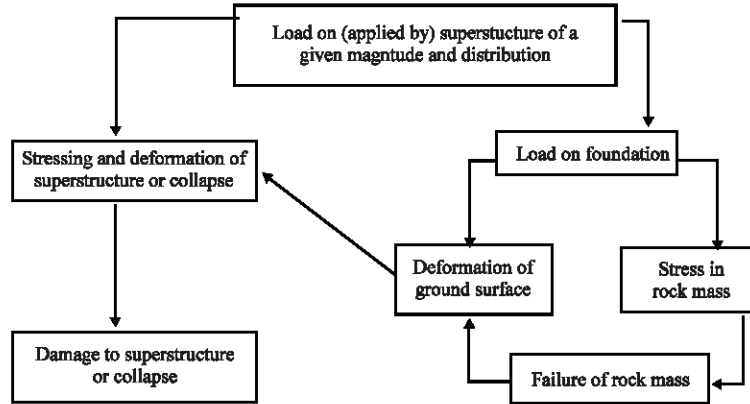 Load on (applied by) superstucture of a
given magntude and distribution
Stressing and deformation of
superstructure or collapse
Load on foundation
Deformation of
ground surface
Stress in
rock mass
Damage to superstructure
or collapse
Failure of rock mass